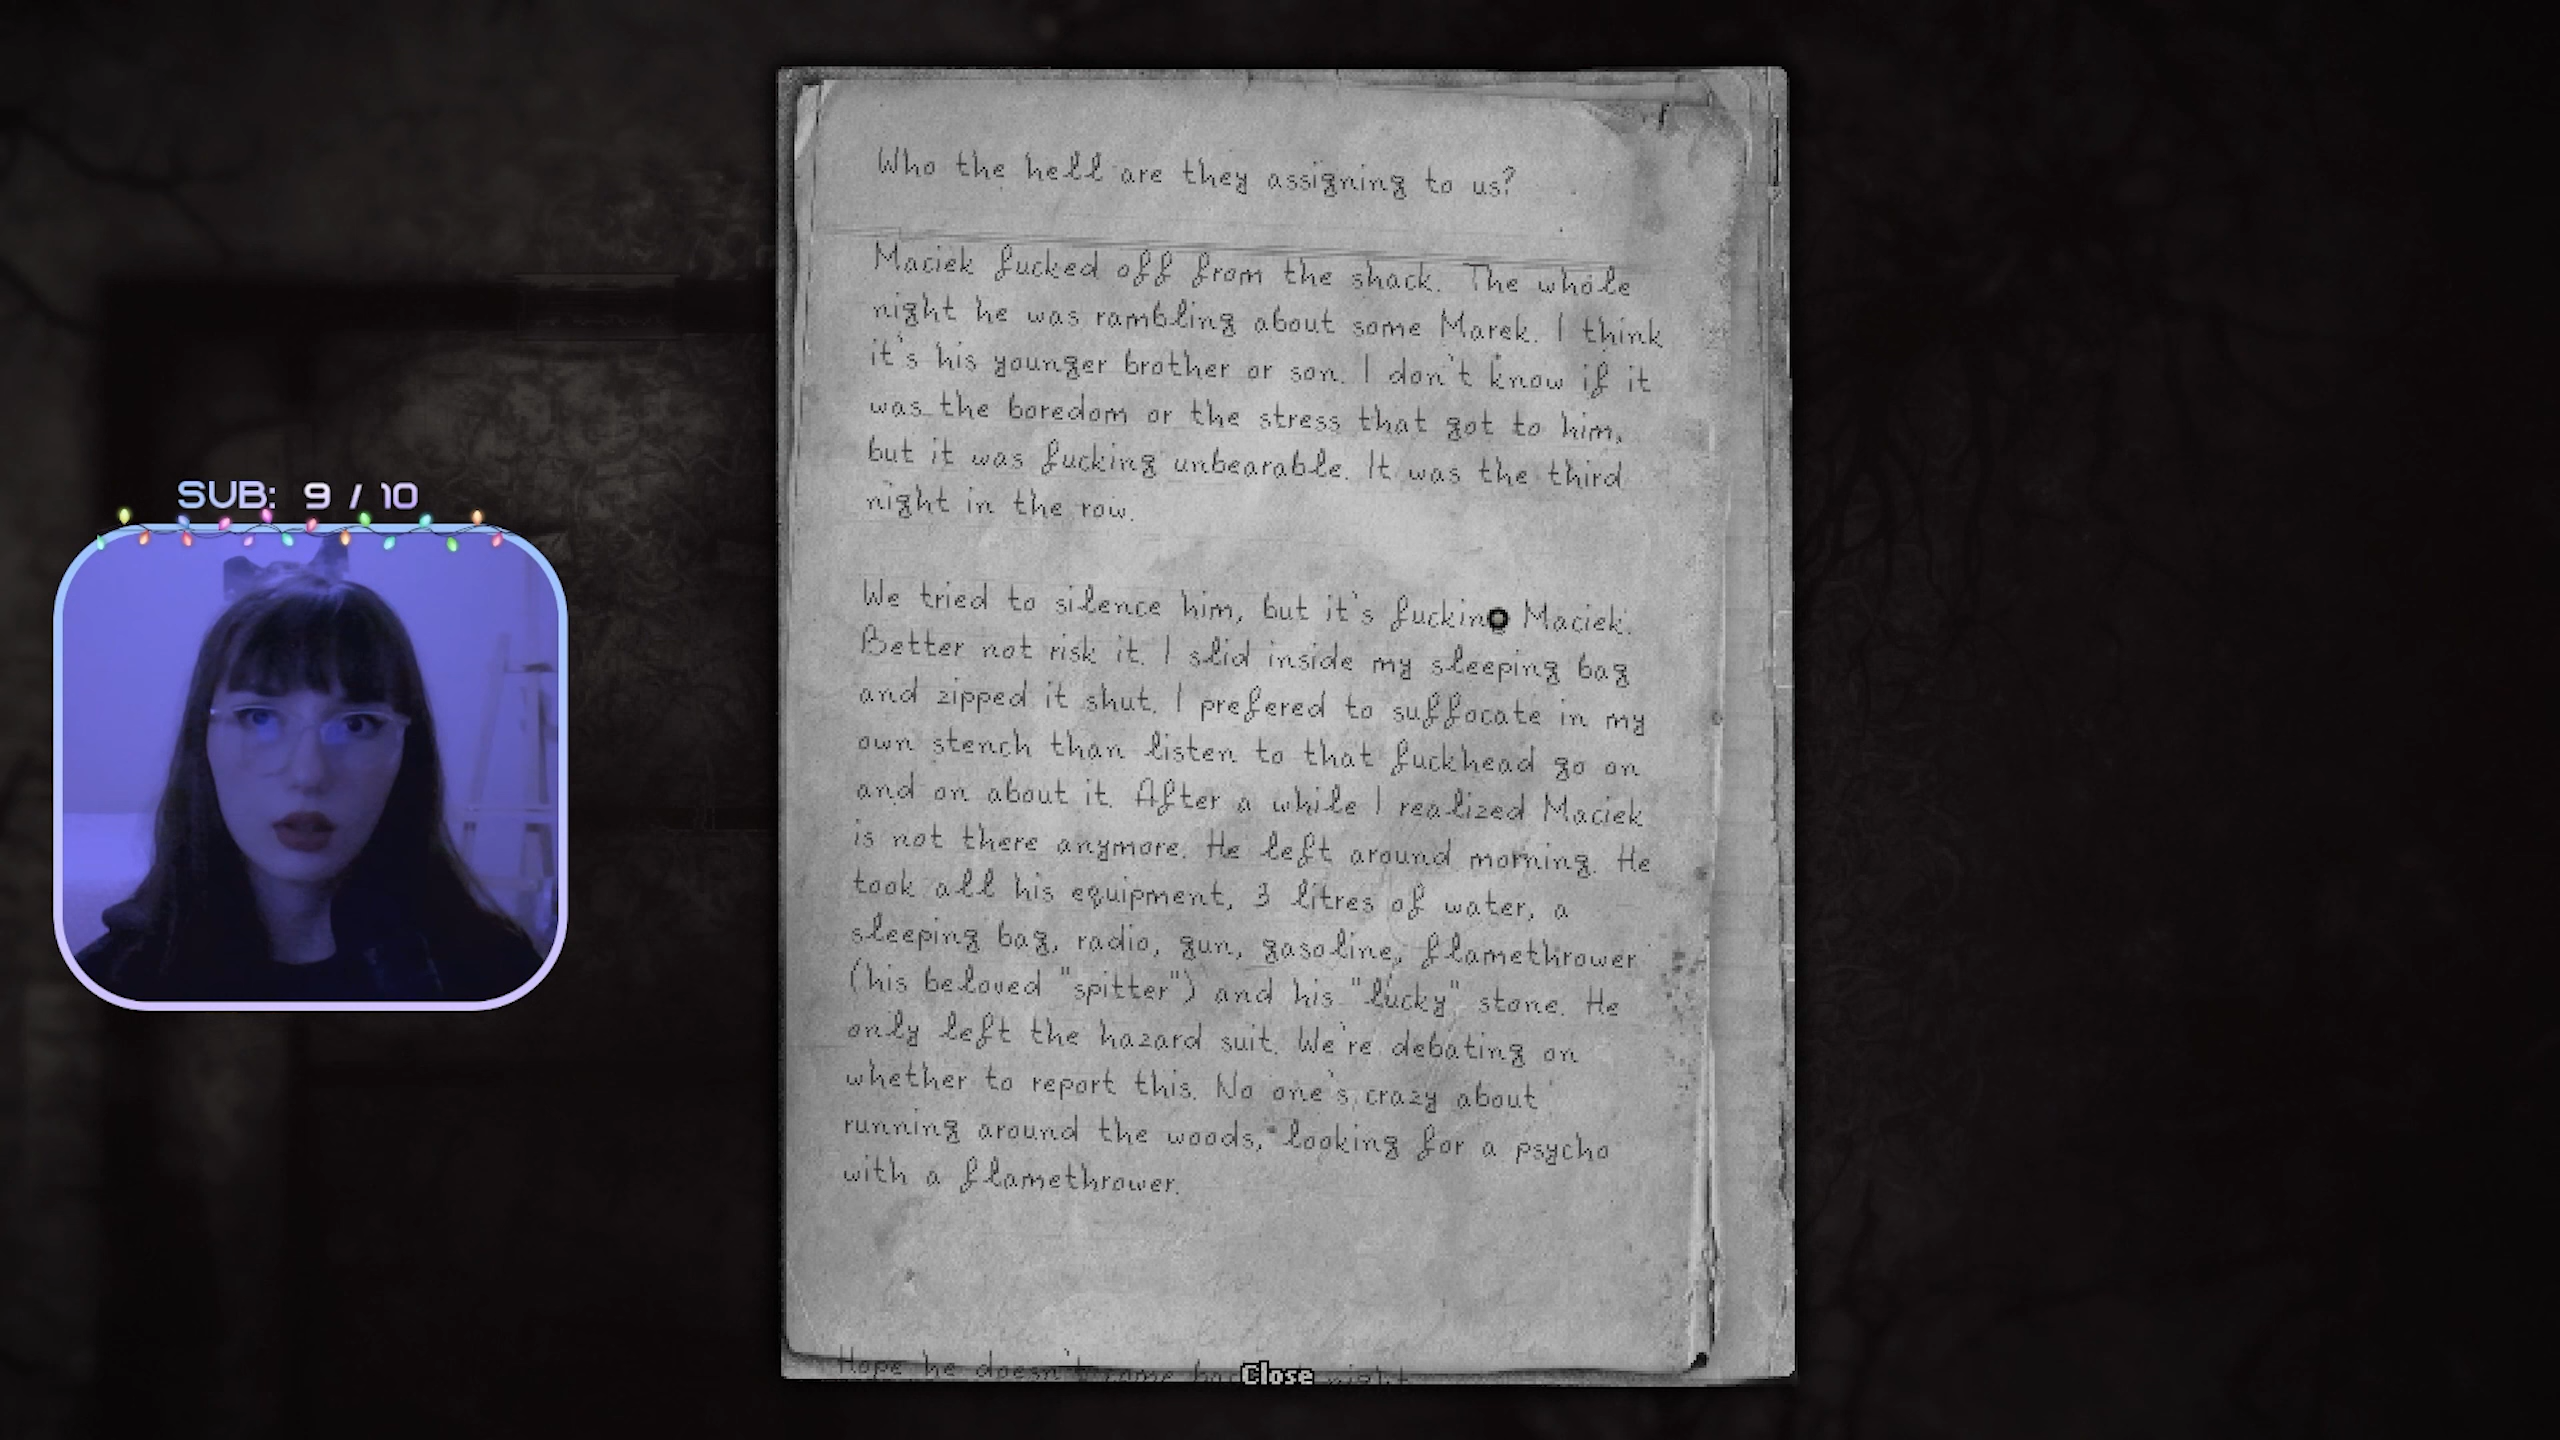 Who the hell are they assigning to us?
Maciek fucked off from the shack. The whole
night he was rambling about some Marek. I think
it's his younger brother or son. I don't know if it
was the boredom or the stress that got to him,
but it was fucking unbearable. It was the third
night in the row.
SUB: 9 / 10
We tried to silence him, but it's fucking Maciek.
Better not risk it. I slid inside my sleeping bag
and zipped it shut. I prefered to suffocate in my
own stench than listen to that fuckhead go on
and on about it. After a while I realized Maciek
is not there anymore. He left around morning. He
took all his equipment, 3 litres of water, a
sleeping bag, radio, gun, gasoline, flamethrower
(his beloved "spitter") and his "lucky" stone. He
only left the hazard suit. We're debating on
whether to report this. No one's crazy about
running around the woods, looking for a psycho
with a flamethrower.
Hope he doesn't come night
Close